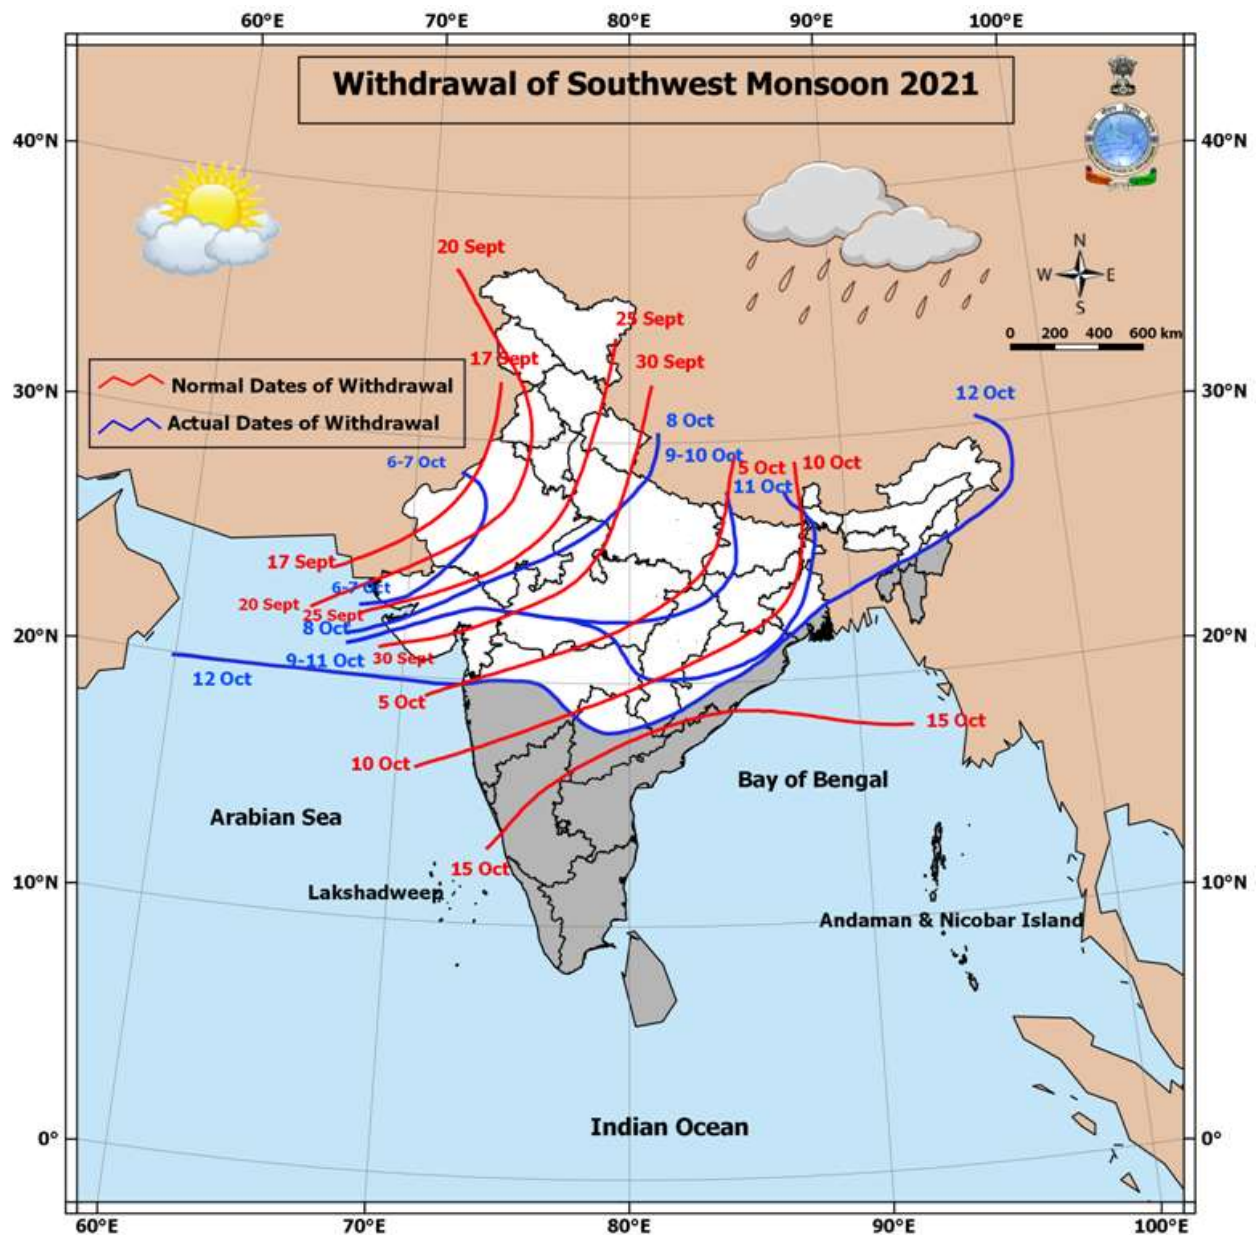 60°E 70°E 80°E 90°E 100°E
Withdrawal of Southwest Monsoon 2021
40°N 40°N
N
W E
S
20 Sept
0 200 400 600 km
25 Sept
17 Sept
30 Sept
Normal Dates of Withdrawal
Actual Dates of Withdrawal
30°N 30°N
12 Oct
8 Oct
6-7 Oct
9-10 Oct
5 Oct
10 Oct
11 Oct
17 Sept
6-7 Oct
20 Sept
25 Sept
8 Oct
20°N 20°N
9-11 Oct
30 Sept
12 Oct
5 Oct
15 Oct
10 Oct
Bay of Bengal
Arabian Sea
15 Oct
10°N 10°N
Lakshadweep
Andaman & Nicobar Island
Indian Ocean
0° 0°
60°E 70°E 80°E 90°E 100°E